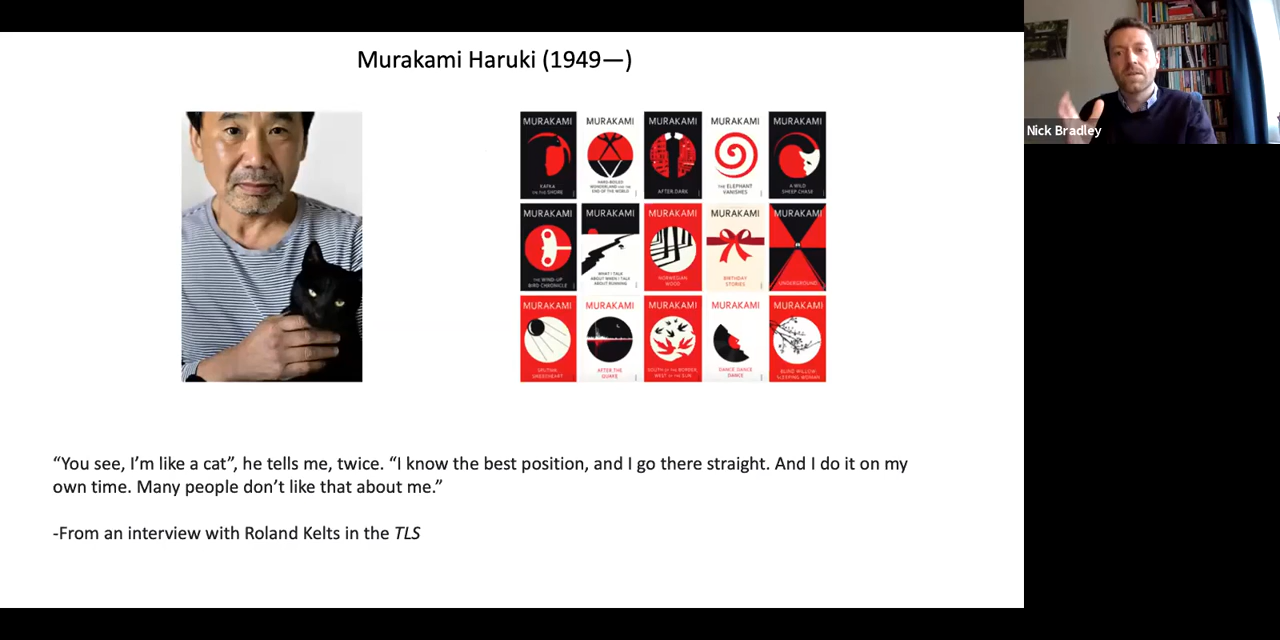 Murakami Haruki (1949—)
Nick Bradley
MURAKAMI
KAFKA
ON THE SHORE
MURAKAMI
HARD-BOILED
WONDERLAND AND THE
END OF THE WORLD
MURAKAMI
AFTER DARK
MURAKAMI
THE ELEPHANT
VANISHES
MURAKAMI
A WILD
SHEEP CHASE
MURAKAMI
THE WIND-UP
BIRD CHRONICLE
MURAKAMI
WHAT I TALK
ABOUT WHEN I TALK
ABOUT RUNNING
MURAKAMI
NORWEGIAN
WOOD
MURAKAMI
BIRTHDAY
STORIES
MURAKAMI
UNDERGROUND
MURAKAMI
SPUTNIK
SWEETHEART
MURAKAMI
AFTER THE
QUAKE
MURAKAMI
SOUTH OF THE BORDER,
WEST OF THE SUN
MURAKAMI
DANCE DANCE
DANCE
MURAKAMI
BLIND WILLOW,
SLEEPING WOMAN
“You see, I’m like a cat”, he tells me, twice. “I know the best position, and I go there straight. And I do it on my
own time. Many people don’t like that about me.”
-From an interview with Roland Kelts in the TLS